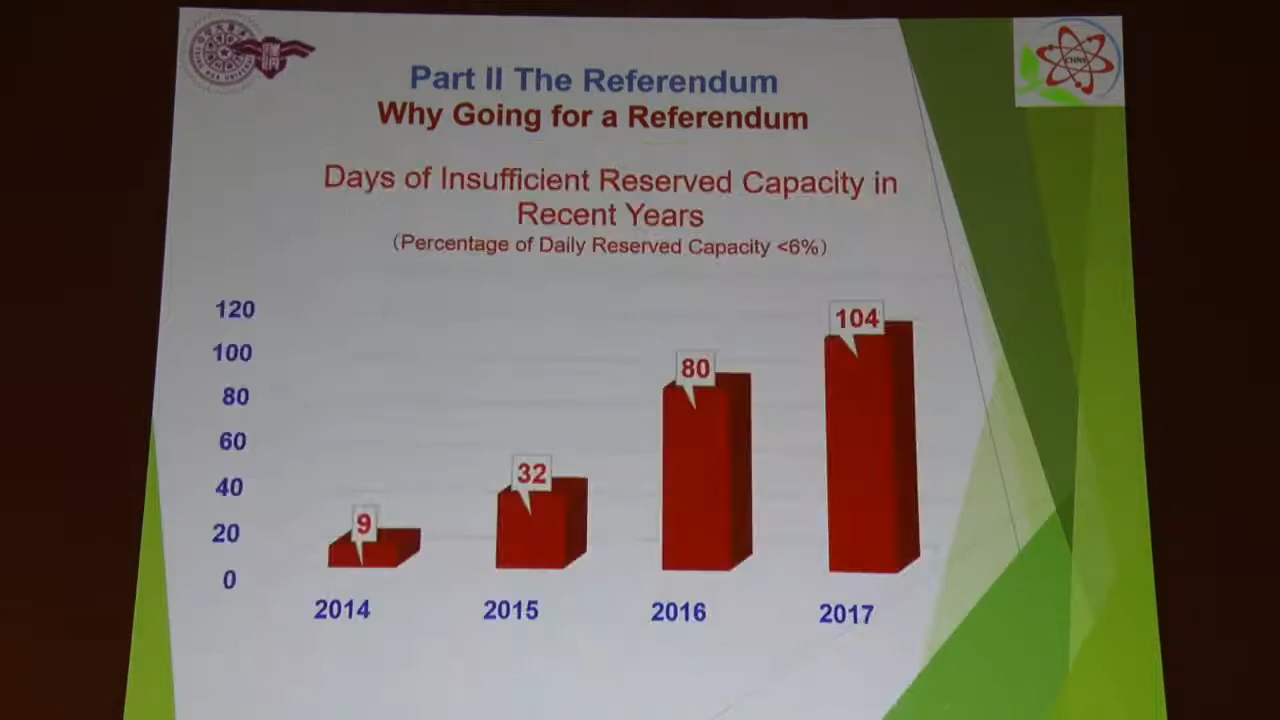 Part II The Referendum
Why Going for a Referendum
Days of Insufficient Reserved Capacity in
Recent Years
(Percentage of Daily Reserved Capacity <6%)
120
100
80
60
40
20
0
9
32
80
104
2014
2015
2016
2017
CHNS